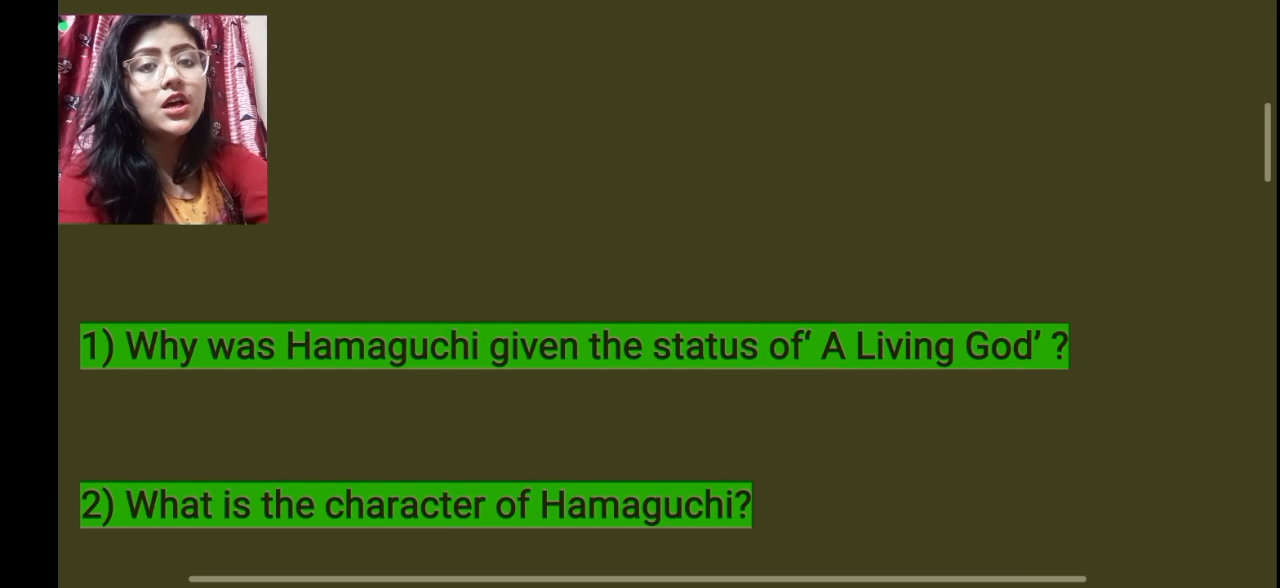 1) Why was Hamaguchi given the status of‘ A Living God’ ?
2) What is the character of Hamaguchi?